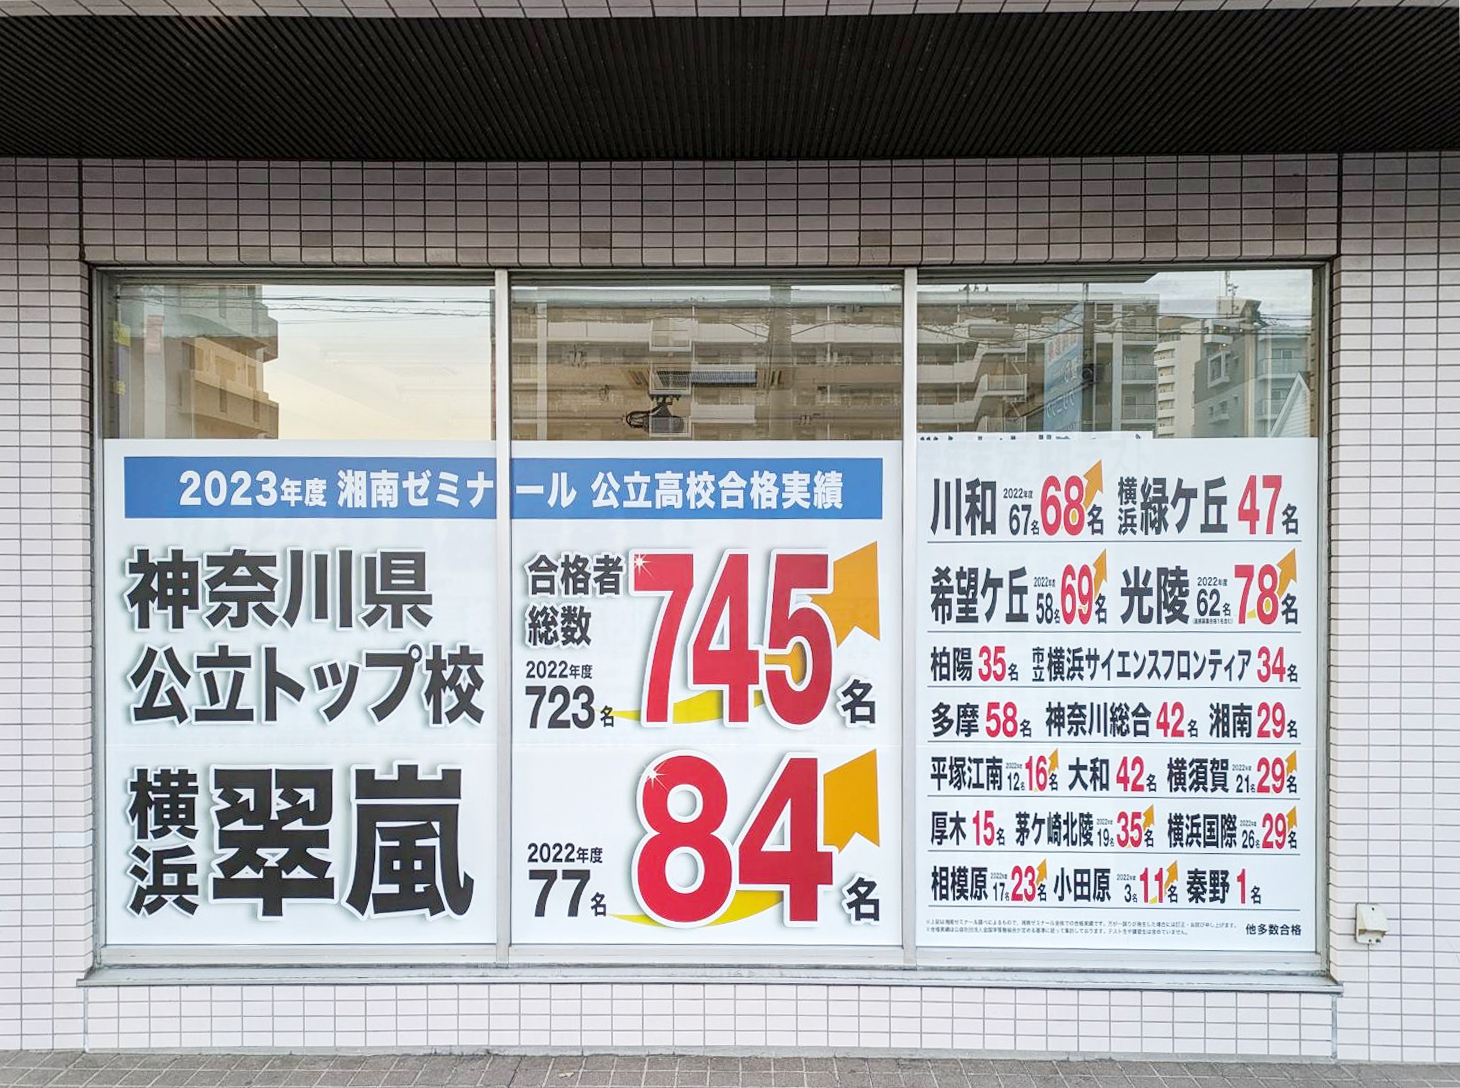 2023年度 湘南ゼミナール 公立高校合格実績
神奈川県
公立トップ校
合格者
総数
2022年度
723名
745名
横浜翠嵐
2022年度
77名
84名
川和 2022年度 67名 68名 横浜緑ケ丘 47名
希望ケ丘 2022年度 58名 69名 光陵 2022年度 62名 78名
柏陽 35名 市立横浜サイエンスフロンティア 34名
多摩 58名 神奈川総合 42名 湘南 29名
平塚江南 2022年度 12名 16名 大和 42名 横須賀 2022年度 21名 29名
厚木 15名 茅ケ崎北陵 2022年度 19名 35名 横浜国際 2022年度 26名 29名
相模原 2022年度 17名 23名 小田原 2022年度 3名 11名 秦野 1名
他多数合格